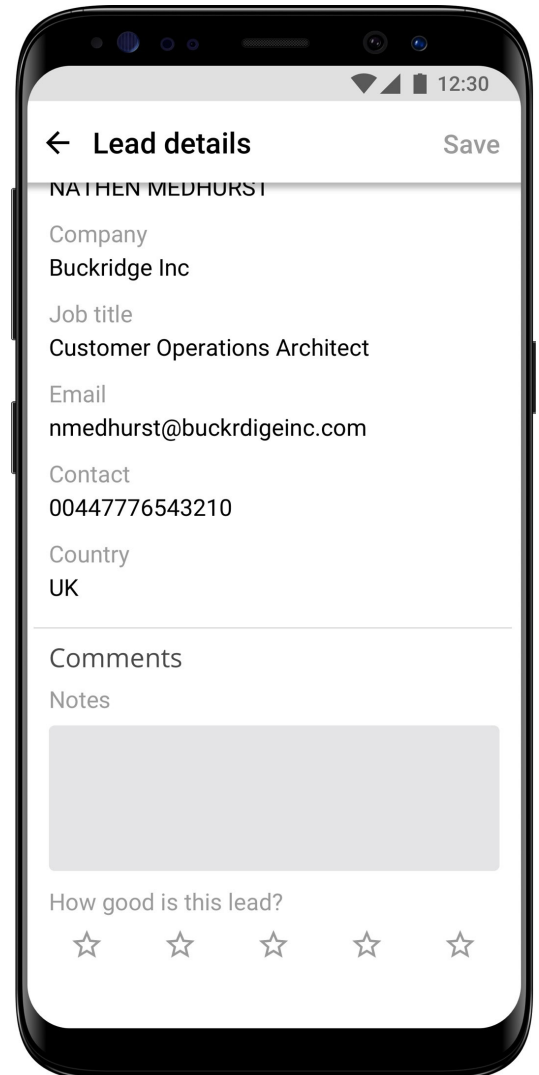 12:30
Lead details
Save
NATHEN MEDHURST
Company
Buckridge Inc
Job title
Customer Operations Architect
Email
nmedhurst@buckrdigeinc.com
Contact
00447776543210
Country
UK
Comments
Notes
How good is this lead?